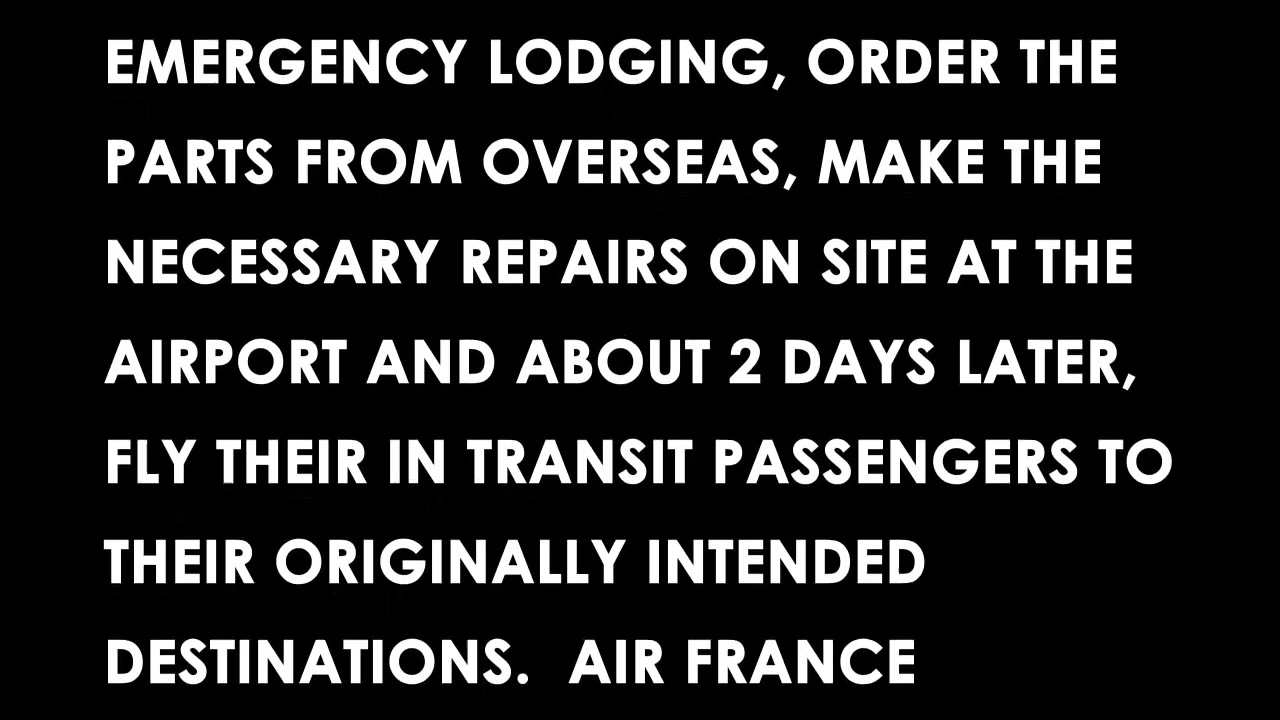 EMERGENCY LODGING, ORDER THE
PARTS FROM OVERSEAS, MAKE THE
NECESSARY REPAIRS ON SITE AT THE
AIRPORT AND ABOUT 2 DAYS LATER,
FLY THEIR IN TRANSIT PASSENGERS TO
THEIR ORIGINALLY INTENDED
DESTINATIONS.  AIR FRANCE